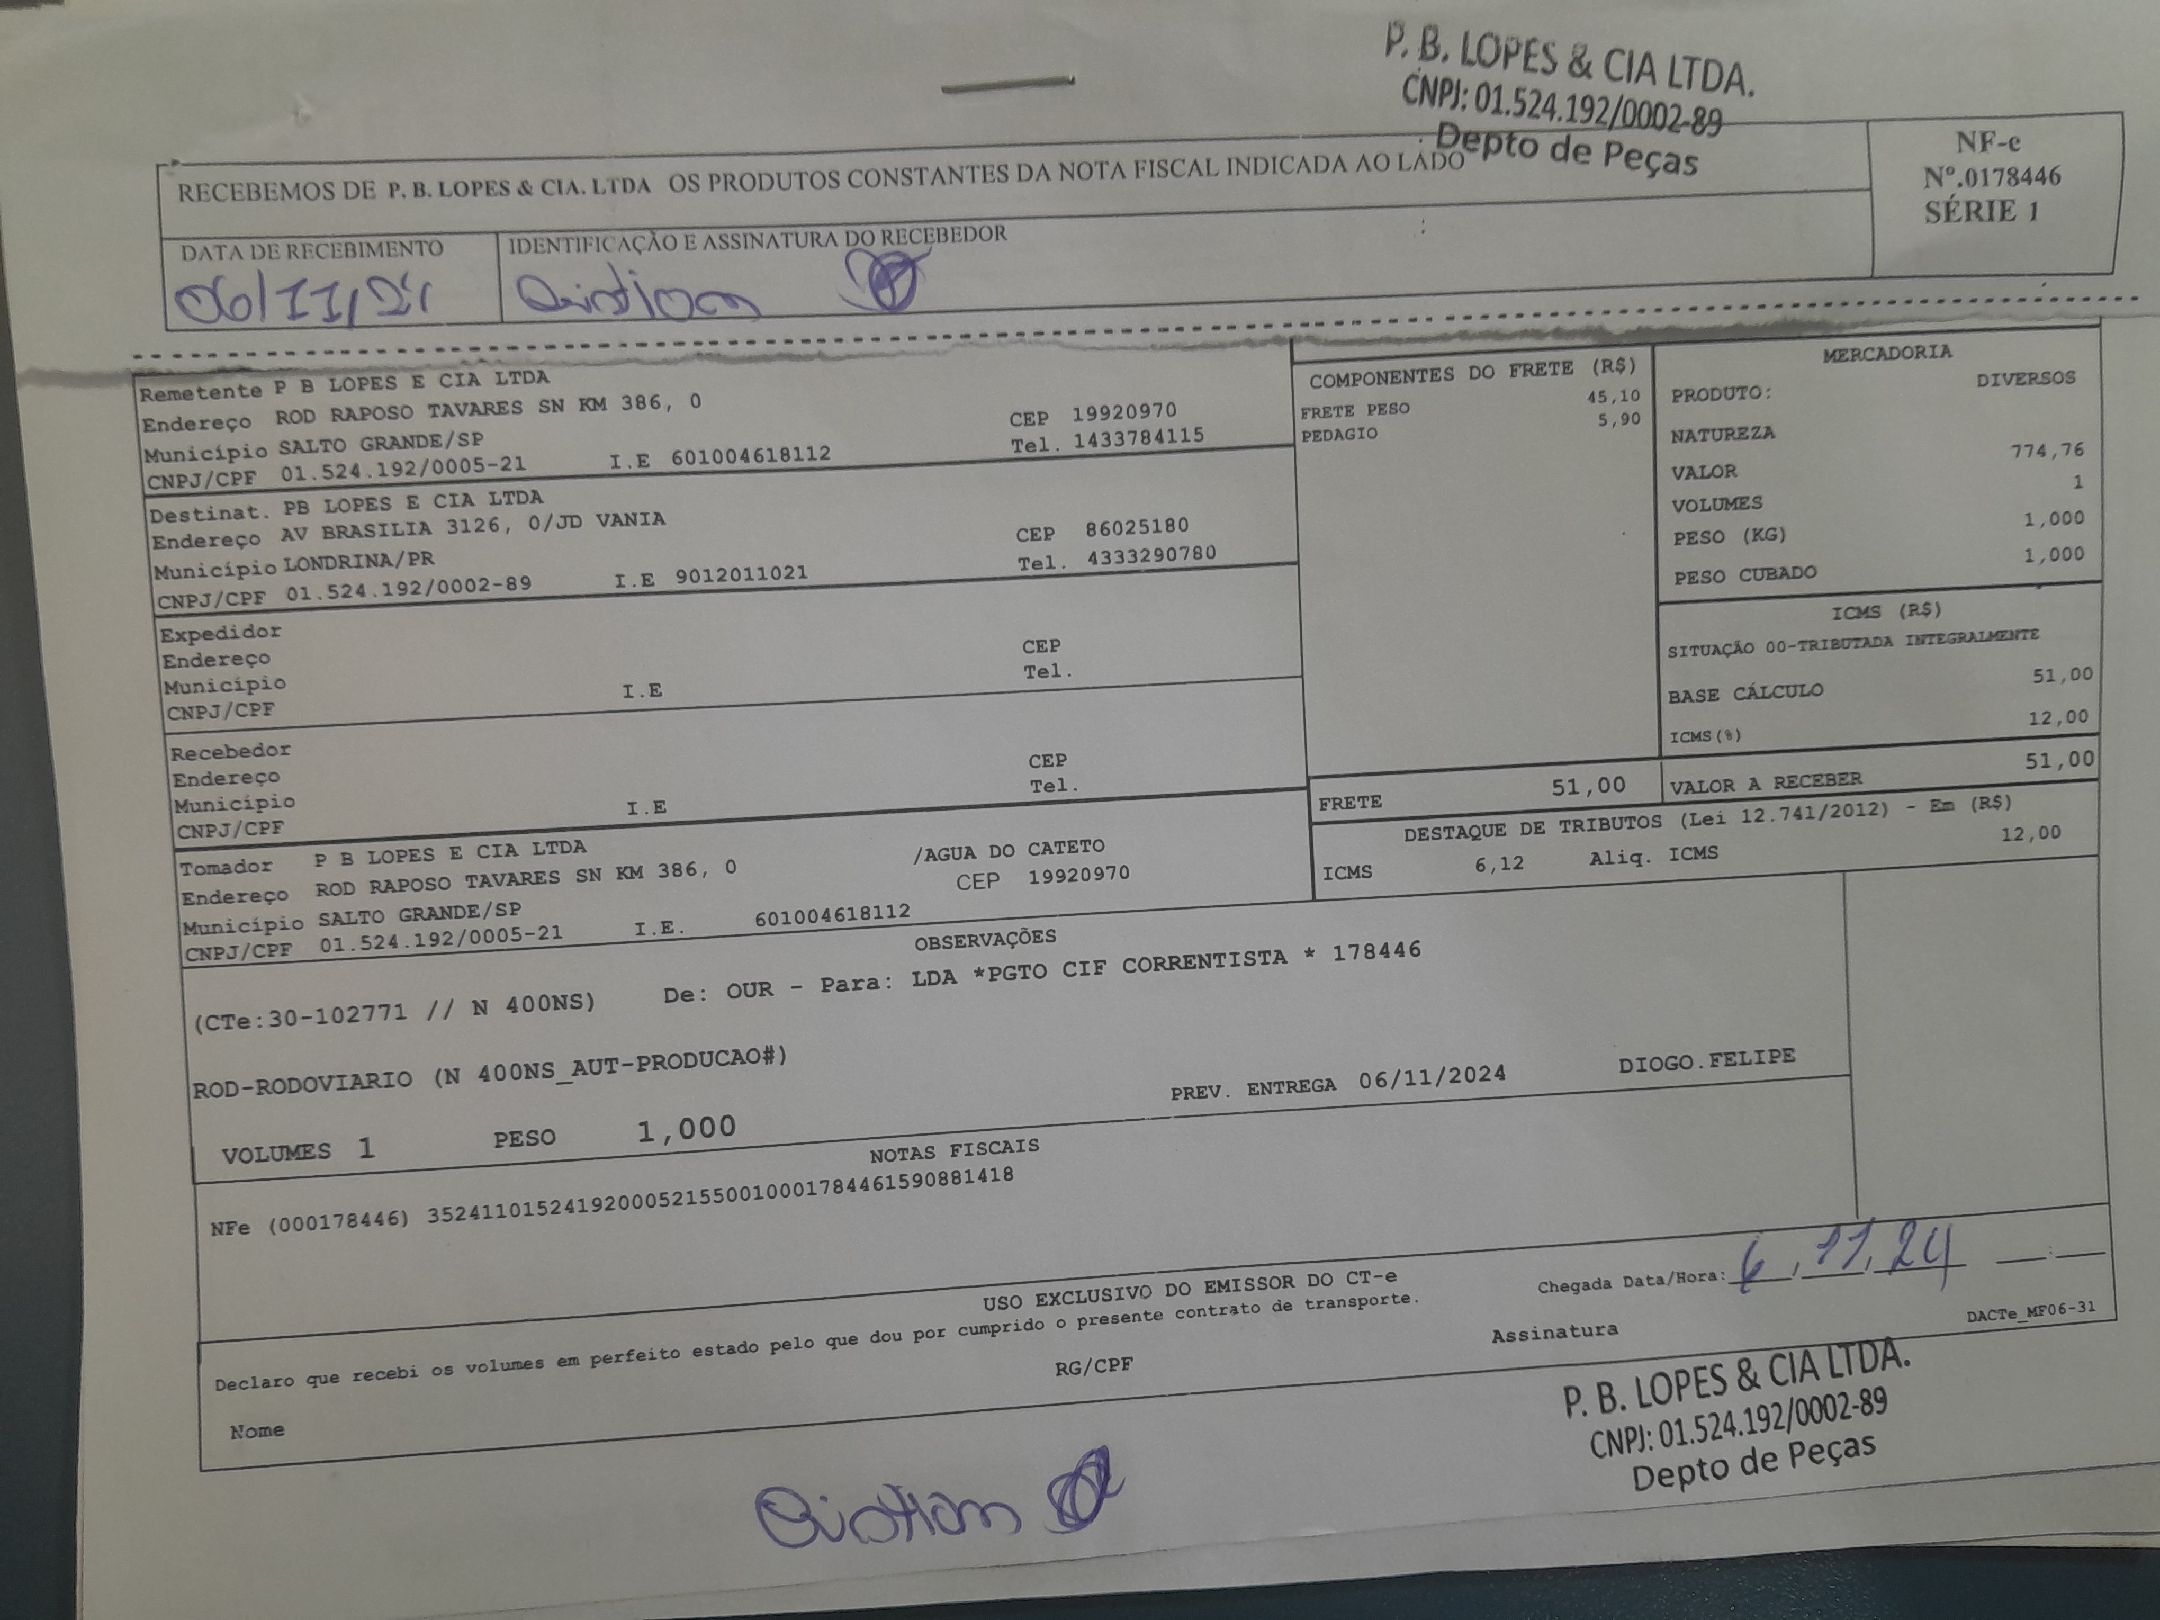 P. B. LOPES & CIA LTDA.
CNPJ: 01.524.192/0002-89
Depto de Peças
RECEBEMOS DE P. B. LOPES & CIA. LTDA OS PRODUTOS CONSTANTES DA NOTA FISCAL INDICADA AO LADO
NF-e
Nº.0178446
SÉRIE 1
DATA DE RECEBIMENTO
06/11/24
IDENTIFICAÇÃO E ASSINATURA DO RECEBEDOR
Cristian
Remetente P B LOPES E CIA LTDA
Endereço ROD RAPOSO TAVARES SN KM 386, 0 CEP 19920970
Município SALTO GRANDE/SP Tel. 1433784115
CNPJ/CPF 01.524.192/0005-21 I.E 601004618112
Destinat. PB LOPES E CIA LTDA
Endereço AV BRASILIA 3126, 0/JD VANIA CEP 86025180
Município LONDRINA/PR Tel. 4333290780
CNPJ/CPF 01.524.192/0002-89 I.E 9012011021
Expedidor
Endereço CEP
Município Tel.
CNPJ/CPF I.E
Recebedor
Endereço CEP
Município Tel.
CNPJ/CPF I.E
Tomador P B LOPES E CIA LTDA
Endereço ROD RAPOSO TAVARES SN KM 386, 0 /AGUA DO CATETO
Município SALTO GRANDE/SP CEP 19920970
CNPJ/CPF 01.524.192/0005-21 I.E. 601004618112
COMPONENTES DO FRETE (R$)
FRETE PESO 45,10
PEDAGIO 5,90
MERCADORIA
PRODUTO: DIVERSOS
NATUREZA
VALOR 774,76
VOLUMES 1
PESO (KG) 1,000
PESO CUBADO 1,000
ICMS (R$)
SITUAÇÃO 00-TRIBUTADA INTEGRALMENTE
BASE CÁLCULO 51,00
ICMS(%) 12,00
FRETE 51,00 VALOR A RECEBER 51,00
DESTAQUE DE TRIBUTOS (Lei 12.741/2012) - Em (R$)
ICMS 6,12 Aliq. ICMS 12,00
OBSERVAÇÕES
(CTe:30-102771 // N 400NS) De: OUR - Para: LDA *PGTO CIF CORRENTISTA * 178446
ROD-RODOVIARIO (N 400NS_AUT-PRODUCAO#)
PREV. ENTREGA 06/11/2024 DIOGO.FELIPE
VOLUMES 1 PESO 1,000
NOTAS FISCAIS
NFe (000178446) 35241101524192000521550010001784461590881418
USO EXCLUSIVO DO EMISSOR DO CT-e
Chegada Data/Hora: 6,11,24 __:__
Declaro que recebi os volumes em perfeito estado pelo que dou por cumprido o presente contrato de transporte.
DACTe_MF06-31
Nome RG/CPF Assinatura
P. B. LOPES & CIA LTDA.
CNPJ: 01.524.192/0002-89
Depto de Peças
Cristian